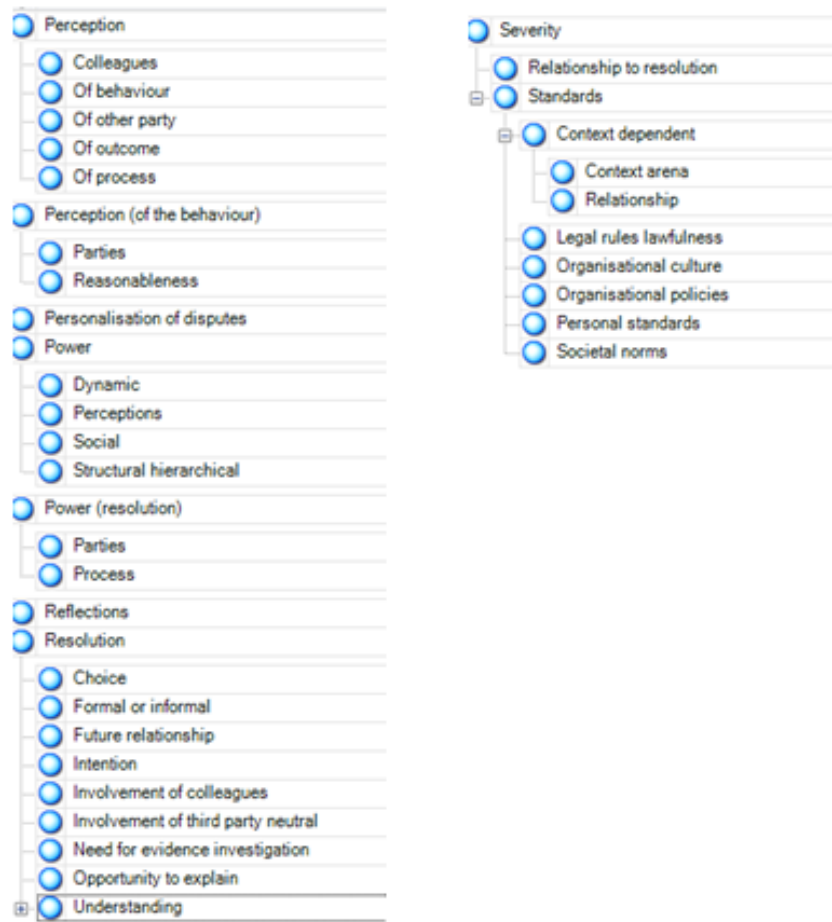 Perception
Colleagues
Of behaviour
Of other party
Of outcome
Of process
Perception (of the behaviour)
Parties
Reasonableness
Personalisation of disputes
Power
Dynamic
Perceptions
Social
Structural hierarchical
Power (resolution)
Parties
Process
Reflections
Resolution
Choice
Formal or informal
Future relationship
Intention
Involvement of colleagues
Involvement of third party neutral
Need for evidence investigation
Opportunity to explain
Understanding
Severity
Relationship to resolution
Standards
Context dependent
Context arena
Relationship
Legal rules lawfulness
Organisational culture
Organisational policies
Personal standards
Societal norms